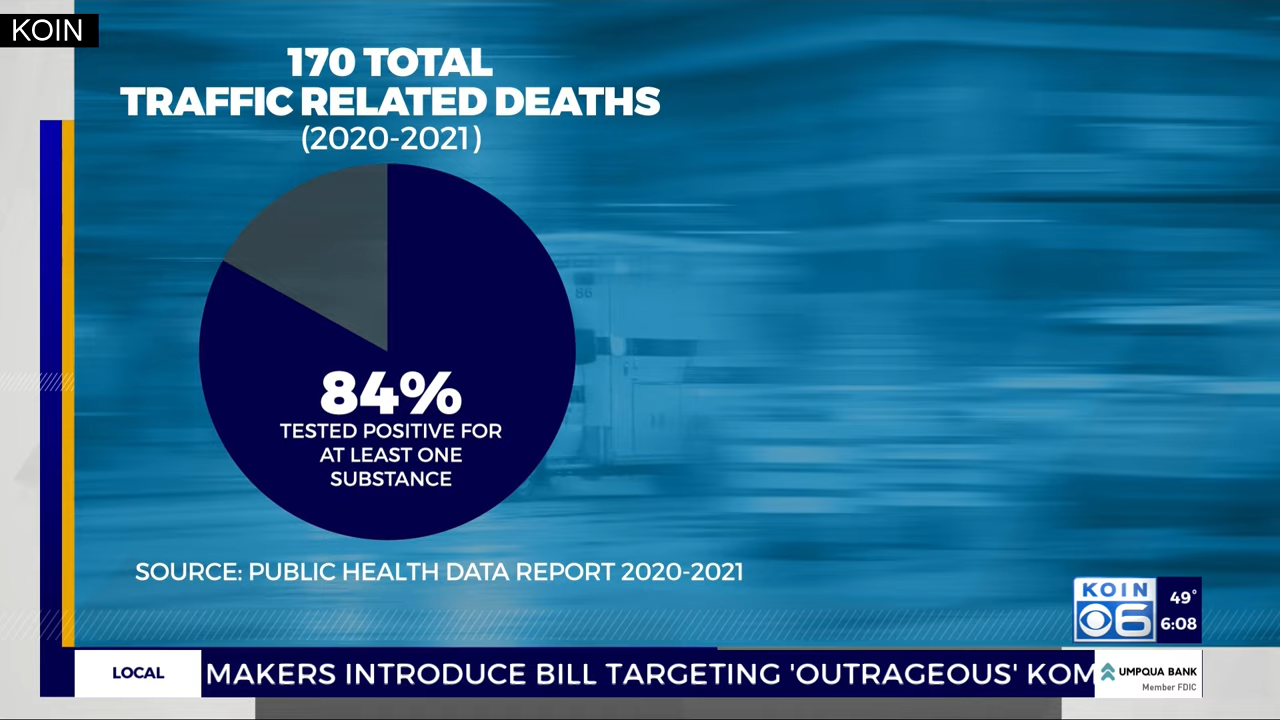 KOIN
170 TOTAL
TRAFFIC RELATED DEATHS
(2020-2021)
84%
TESTED POSITIVE FOR
AT LEAST ONE
SUBSTANCE
SOURCE: PUBLIC HEALTH DATA REPORT 2020-2021
86
KOIN
6
49°
6:08
LOCAL
MAKERS INTRODUCE BILL TARGETING 'OUTRAGEOUS' KOM
UMPQUA BANK
Member FDIC